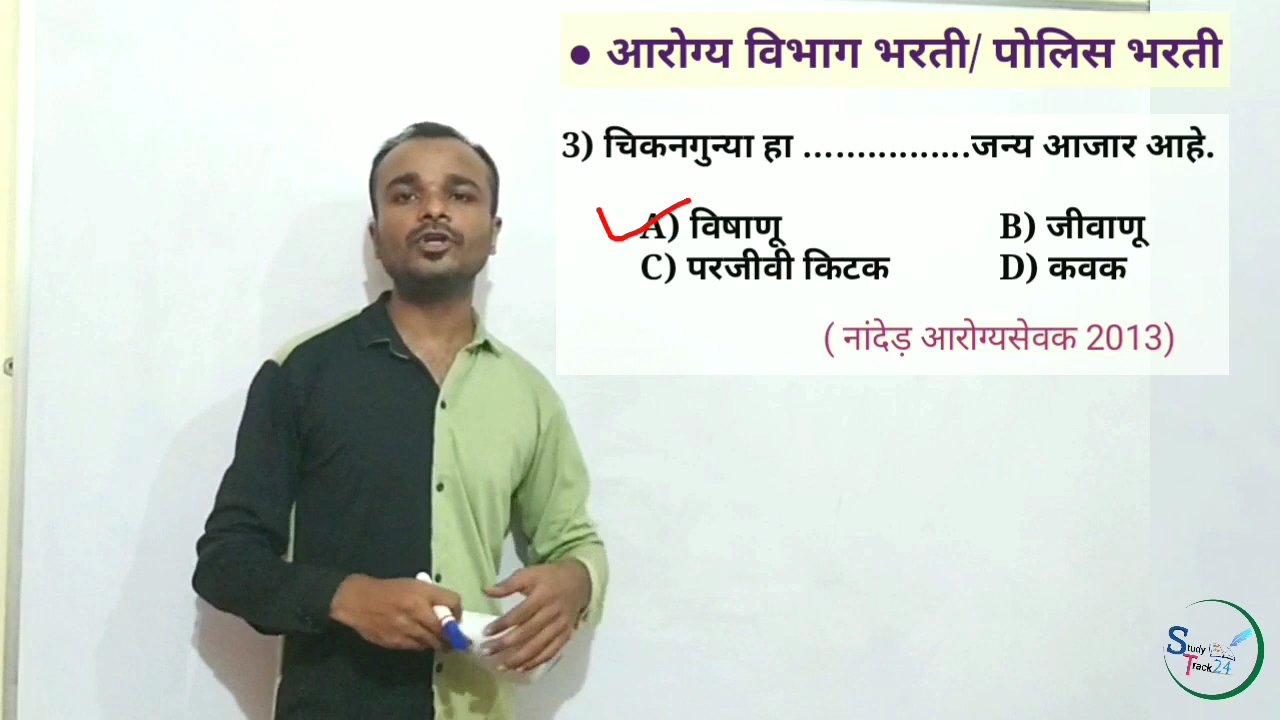 ● आरोग्य विभाग भरती/ पोलिस भरती
3) चिकनगुन्या हा ................जन्य आजार आहे.
A) विषाणू B) जीवाणू
C) परजीवी किटक D) कवक
( नांदेड़ आरोग्यसेवक 2013)
Study
Track24